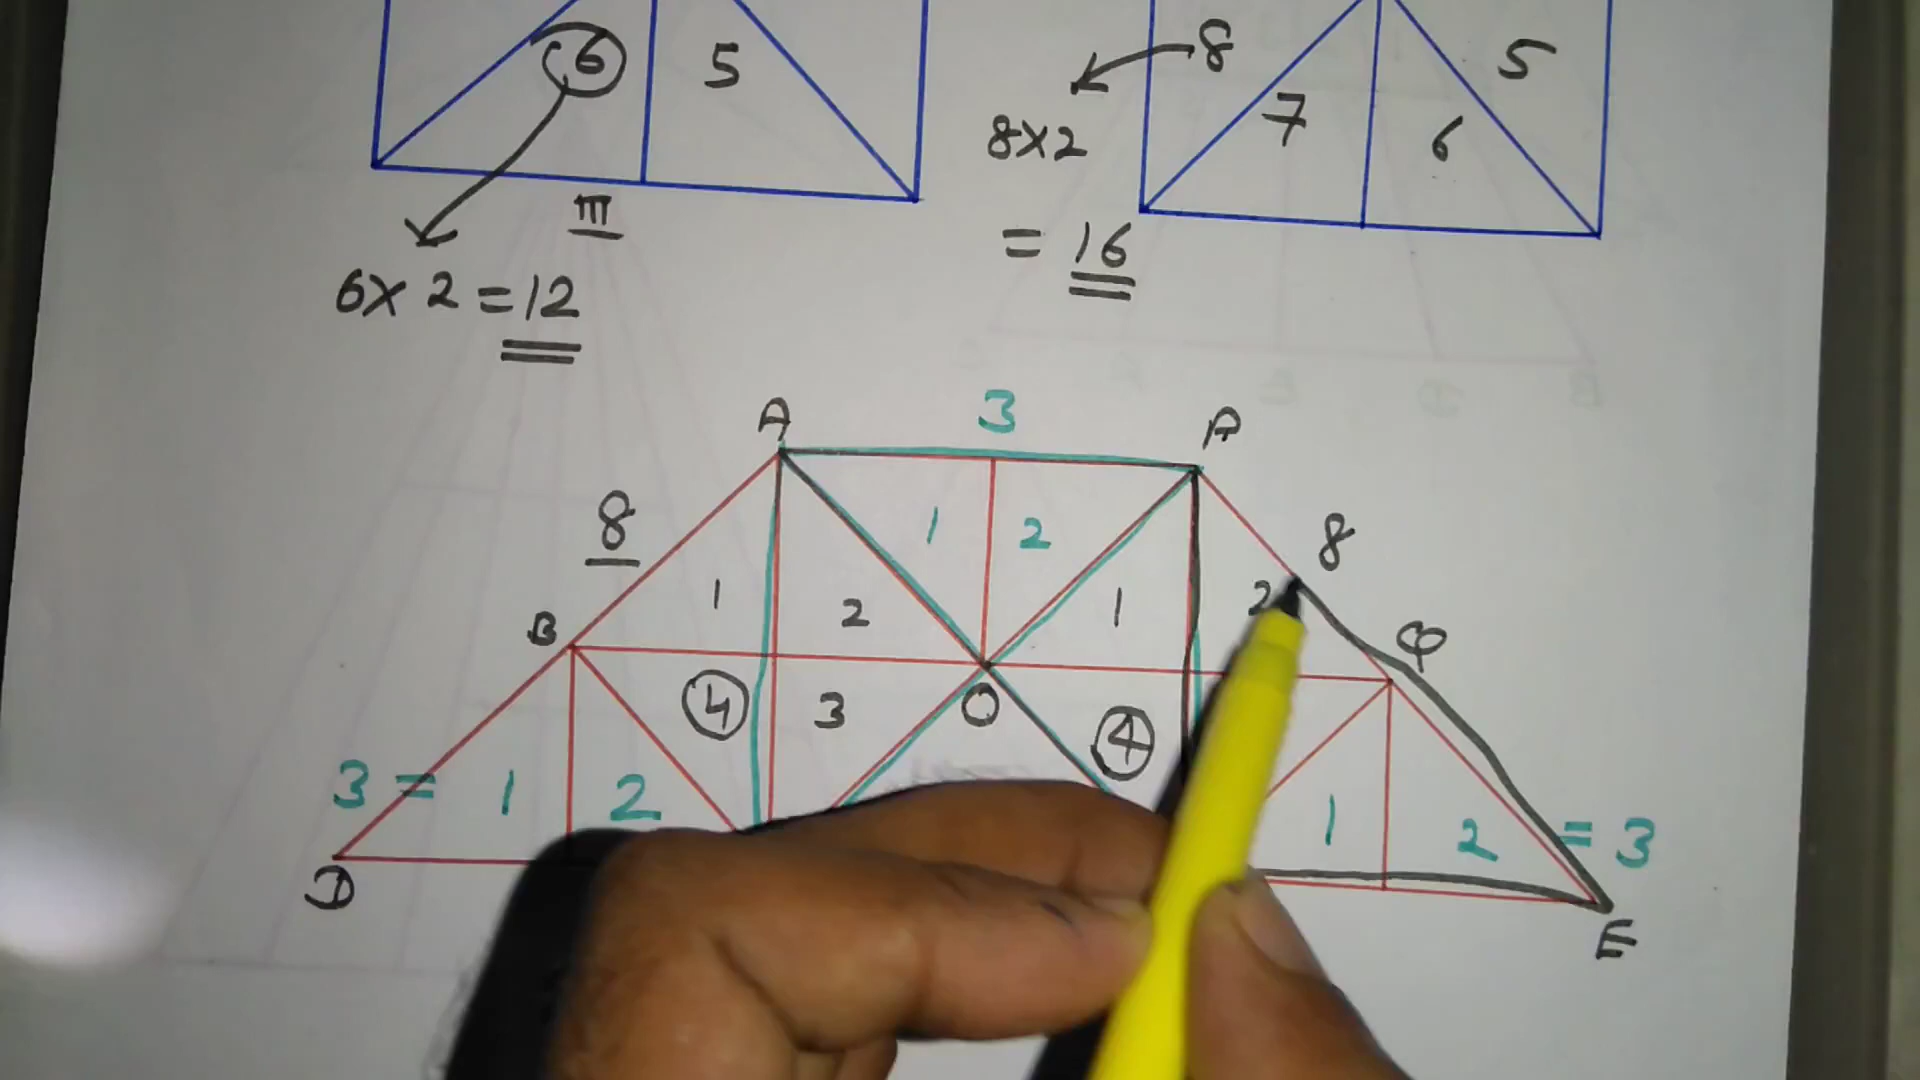 6 5
8 5
7 6
8x2
III
= 16
6x2=12
A 3 P
8 1 2 8
B 1 2 1 2 Q
4 3 O 4
3 = 1 2 1 2 = 3
D E